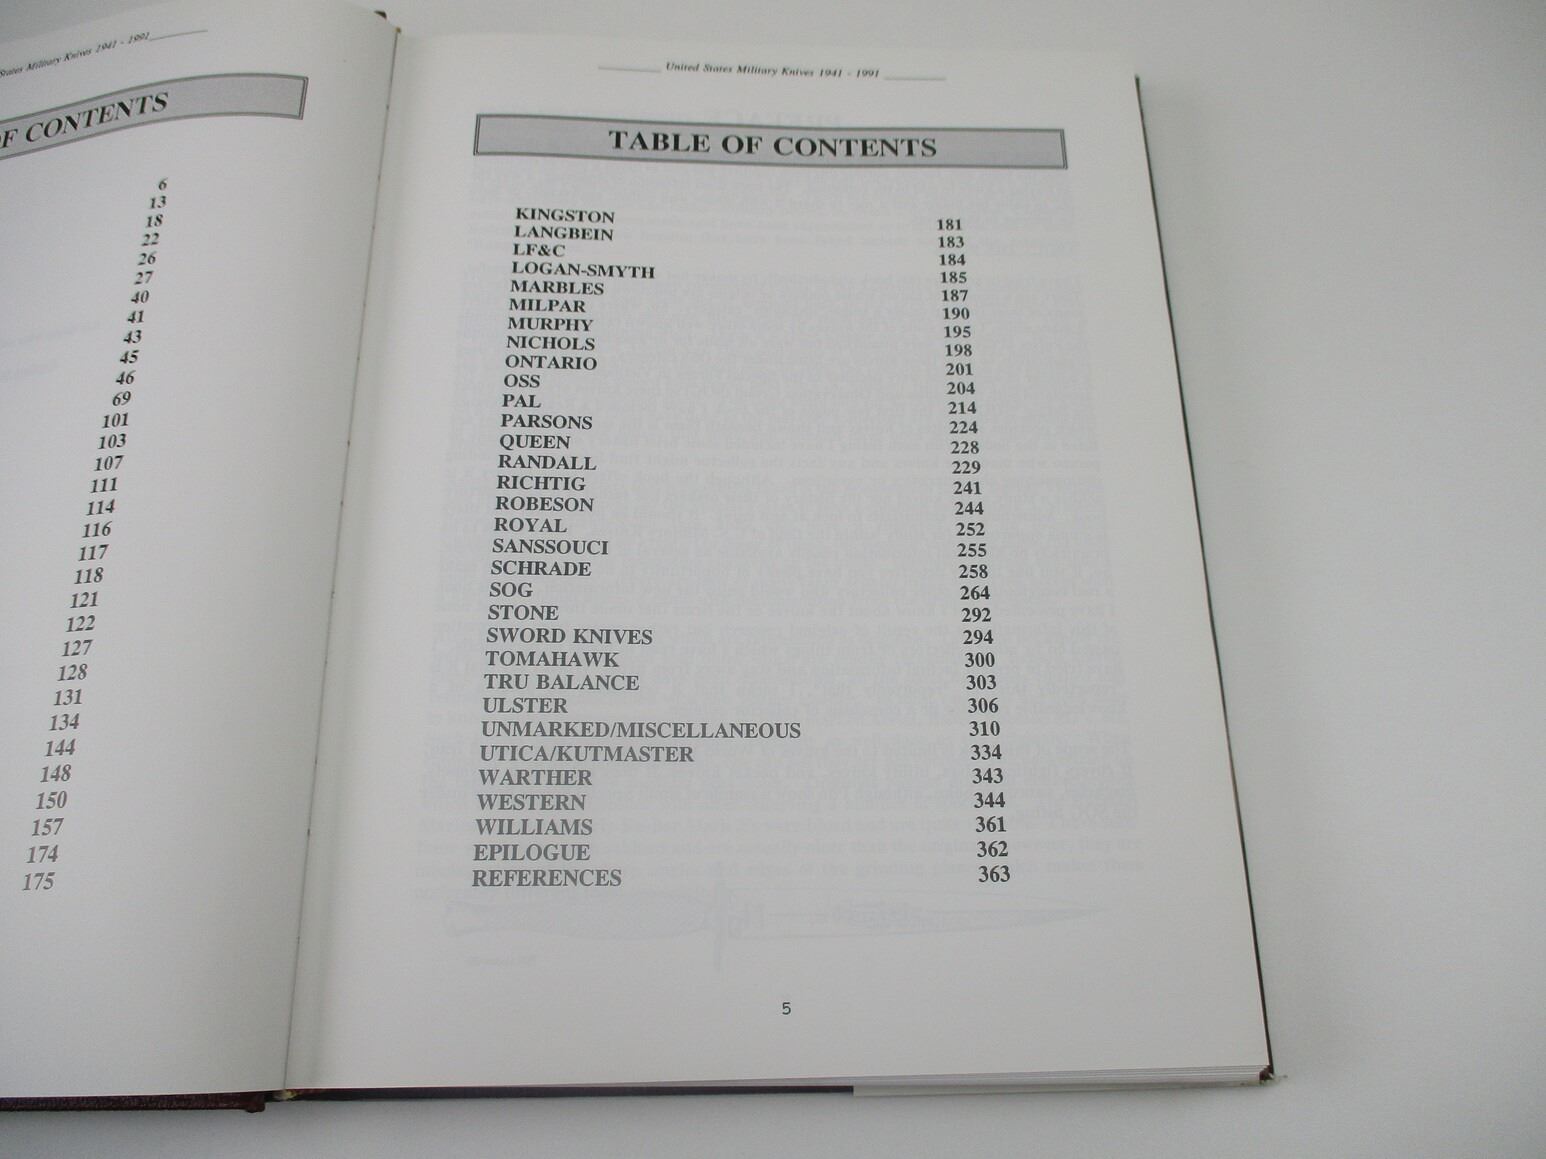 States Military Knives 1941 - 1991
OF CONTENTS
6
13
18
22
26
27
40
41
43
45
46
69
101
103
107
111
114
116
117
118
121
122
127
128
131
134
144
148
150
157
174
175
United States Military Knives 1941 - 1991
TABLE OF CONTENTS
KINGSTON 181
LANGBEIN 183
LF&C 184
LOGAN-SMYTH 185
MARBLES 187
MILPAR 190
MURPHY 195
NICHOLS 198
ONTARIO 201
OSS 204
PAL 214
PARSONS 224
QUEEN 228
RANDALL 229
RICHTIG 241
ROBESON 244
ROYAL 252
SANSSOUCI 255
SCHRADE 258
SOG 264
STONE 292
SWORD KNIVES 294
TOMAHAWK 300
TRU BALANCE 303
ULSTER 306
UNMARKED/MISCELLANEOUS 310
UTICA/KUTMASTER 334
WARTHER 343
WESTERN 344
WILLIAMS 361
EPILOGUE 362
REFERENCES 363
5